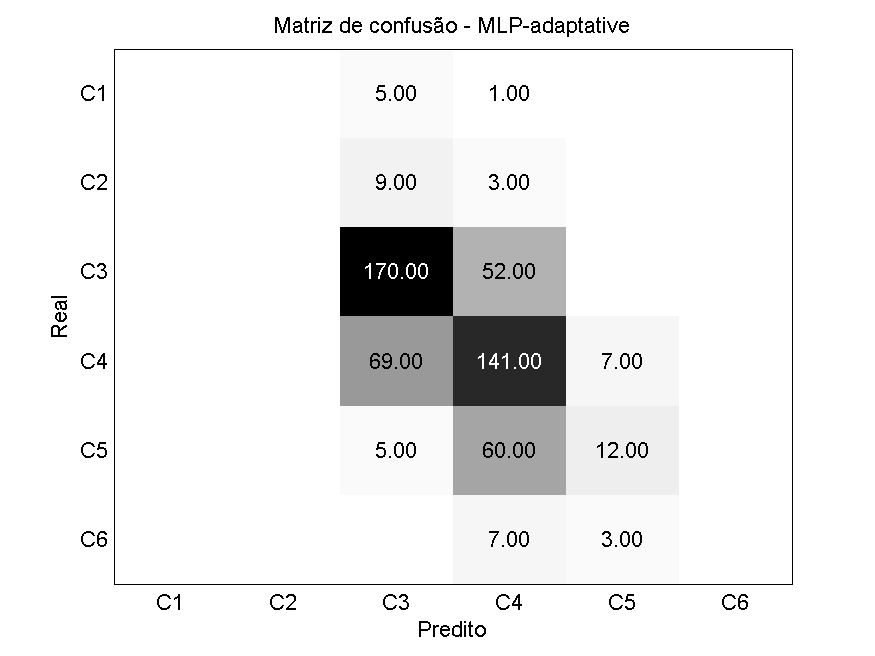 Matriz de confusão - MLP-adaptative
C1 5.00 1.00
C2 9.00 3.00
C3 170.00 52.00
Real
C4 69.00 141.00 7.00
C5 5.00 60.00 12.00
C6 7.00 3.00
C1 C2 C3 C4 C5 C6
Predito